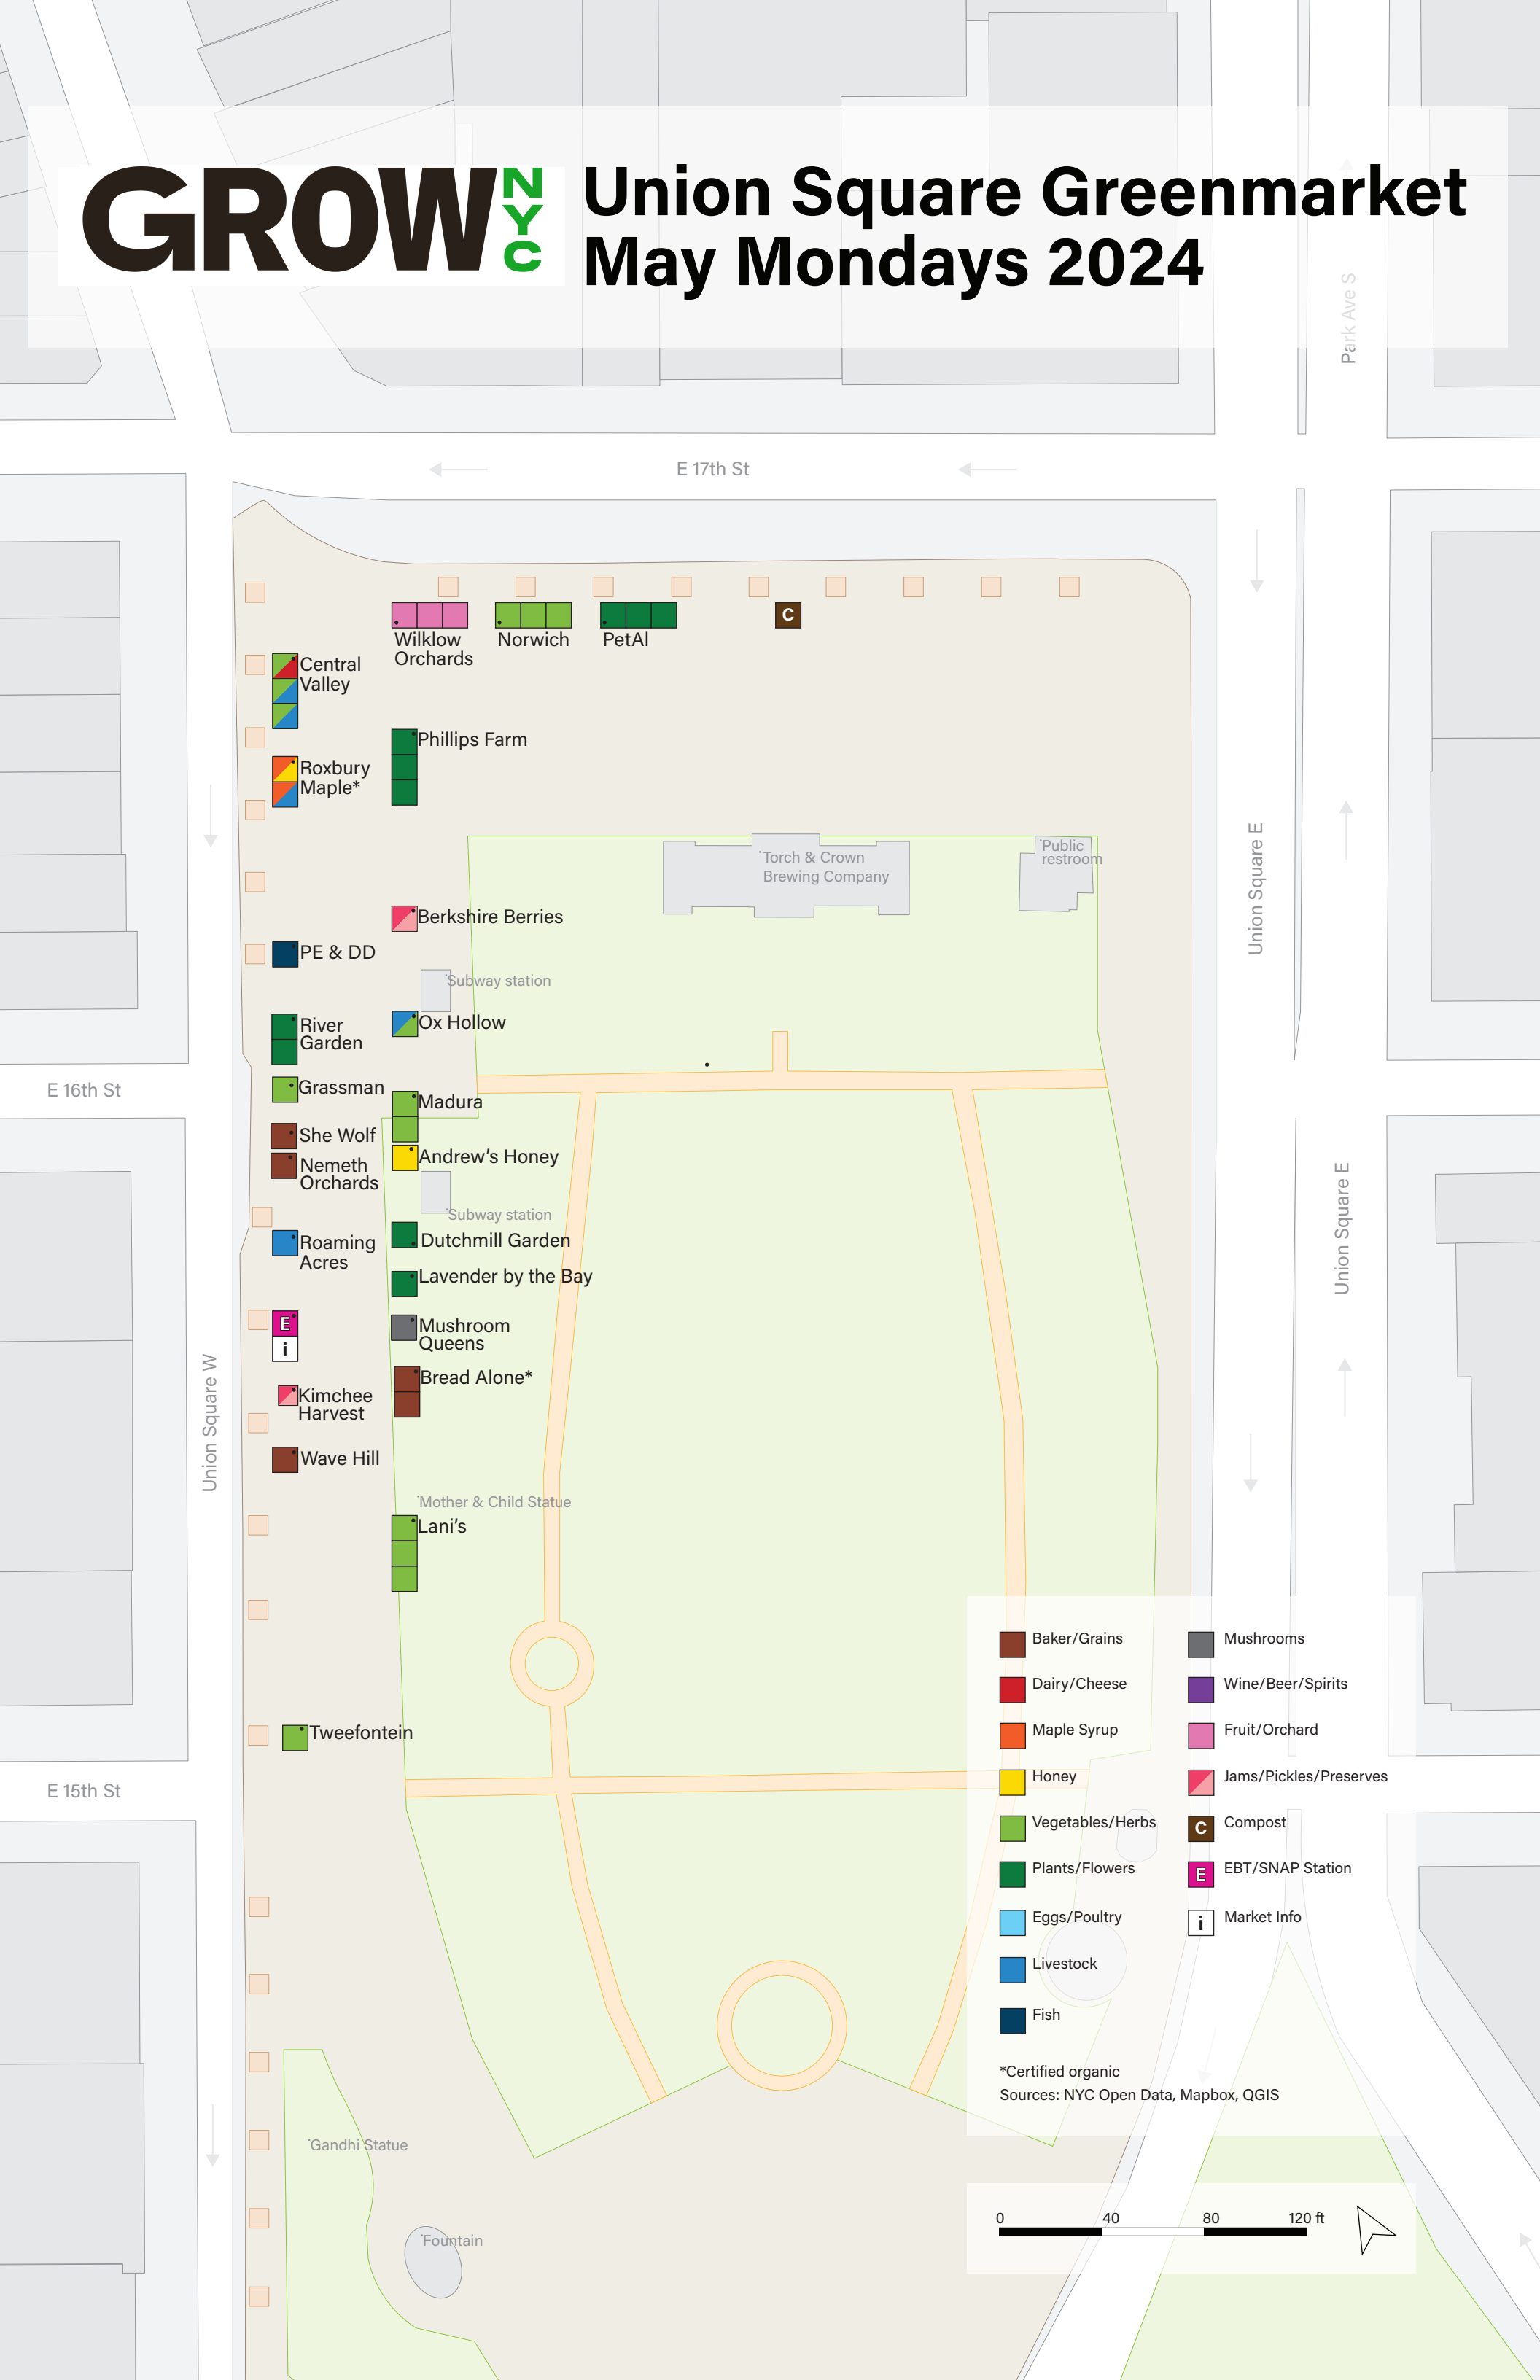 GROW
NYC
Union Square Greenmarket
May Mondays 2024
Park Ave S
E 17th St
C
Wilklow
Orchards
Norwich
PetAl
Central
Valley
Phillips Farm
Roxbury
Maple*
Torch & Crown
Brewing Company
Public
restroom
Union Square E
Berkshire Berries
PE & DD
Subway station
Ox Hollow
River
Garden
E 16th St
Grassman
Madura
She Wolf
Andrew's Honey
Nemeth
Orchards
Subway station
Union Square E
Dutchmill Garden
Roaming
Acres
Lavender by the Bay
E
i
Mushroom
Queens
Bread Alone*
Kimchee
Harvest
Union Square W
Wave Hill
Mother & Child Statue
Lani's
Tweefontein
E 15th St
Baker/Grains
Dairy/Cheese
Maple Syrup
Honey
Vegetables/Herbs
Plants/Flowers
Eggs/Poultry
Livestock
Fish
Mushrooms
Wine/Beer/Spirits
Fruit/Orchard
Jams/Pickles/Preserves
C Compost
E EBT/SNAP Station
i Market Info
*Certified organic
Sources: NYC Open Data, Mapbox, QGIS
Gandhi Statue
Fountain
0 40 80 120 ft